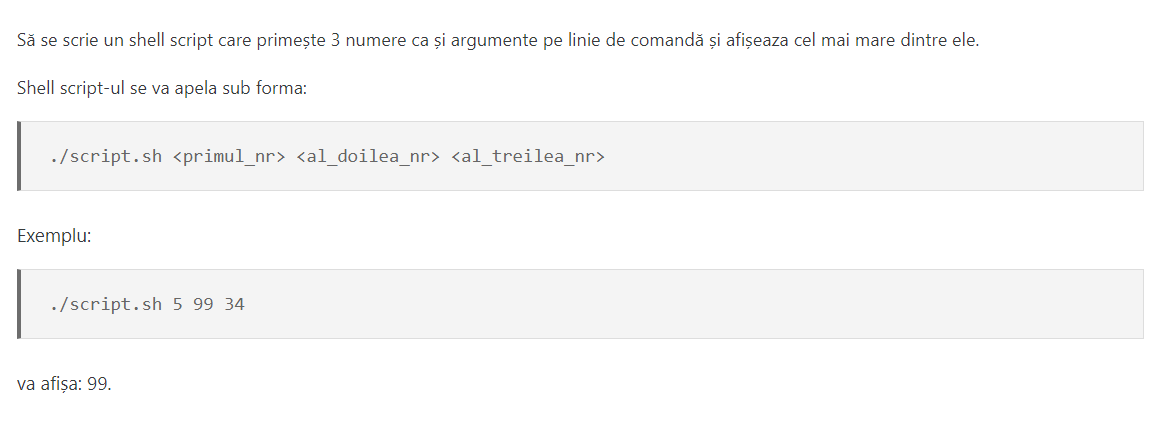 Să se scrie un shell script care primește 3 numere ca și argumente pe linie de comandă și afișeaza cel mai mare dintre ele.
Shell script-ul se va apela sub forma:
./script.sh <primul_nr> <al_doilea_nr> <al_treilea_nr>
Exemplu:
./script.sh 5 99 34
va afișa: 99.